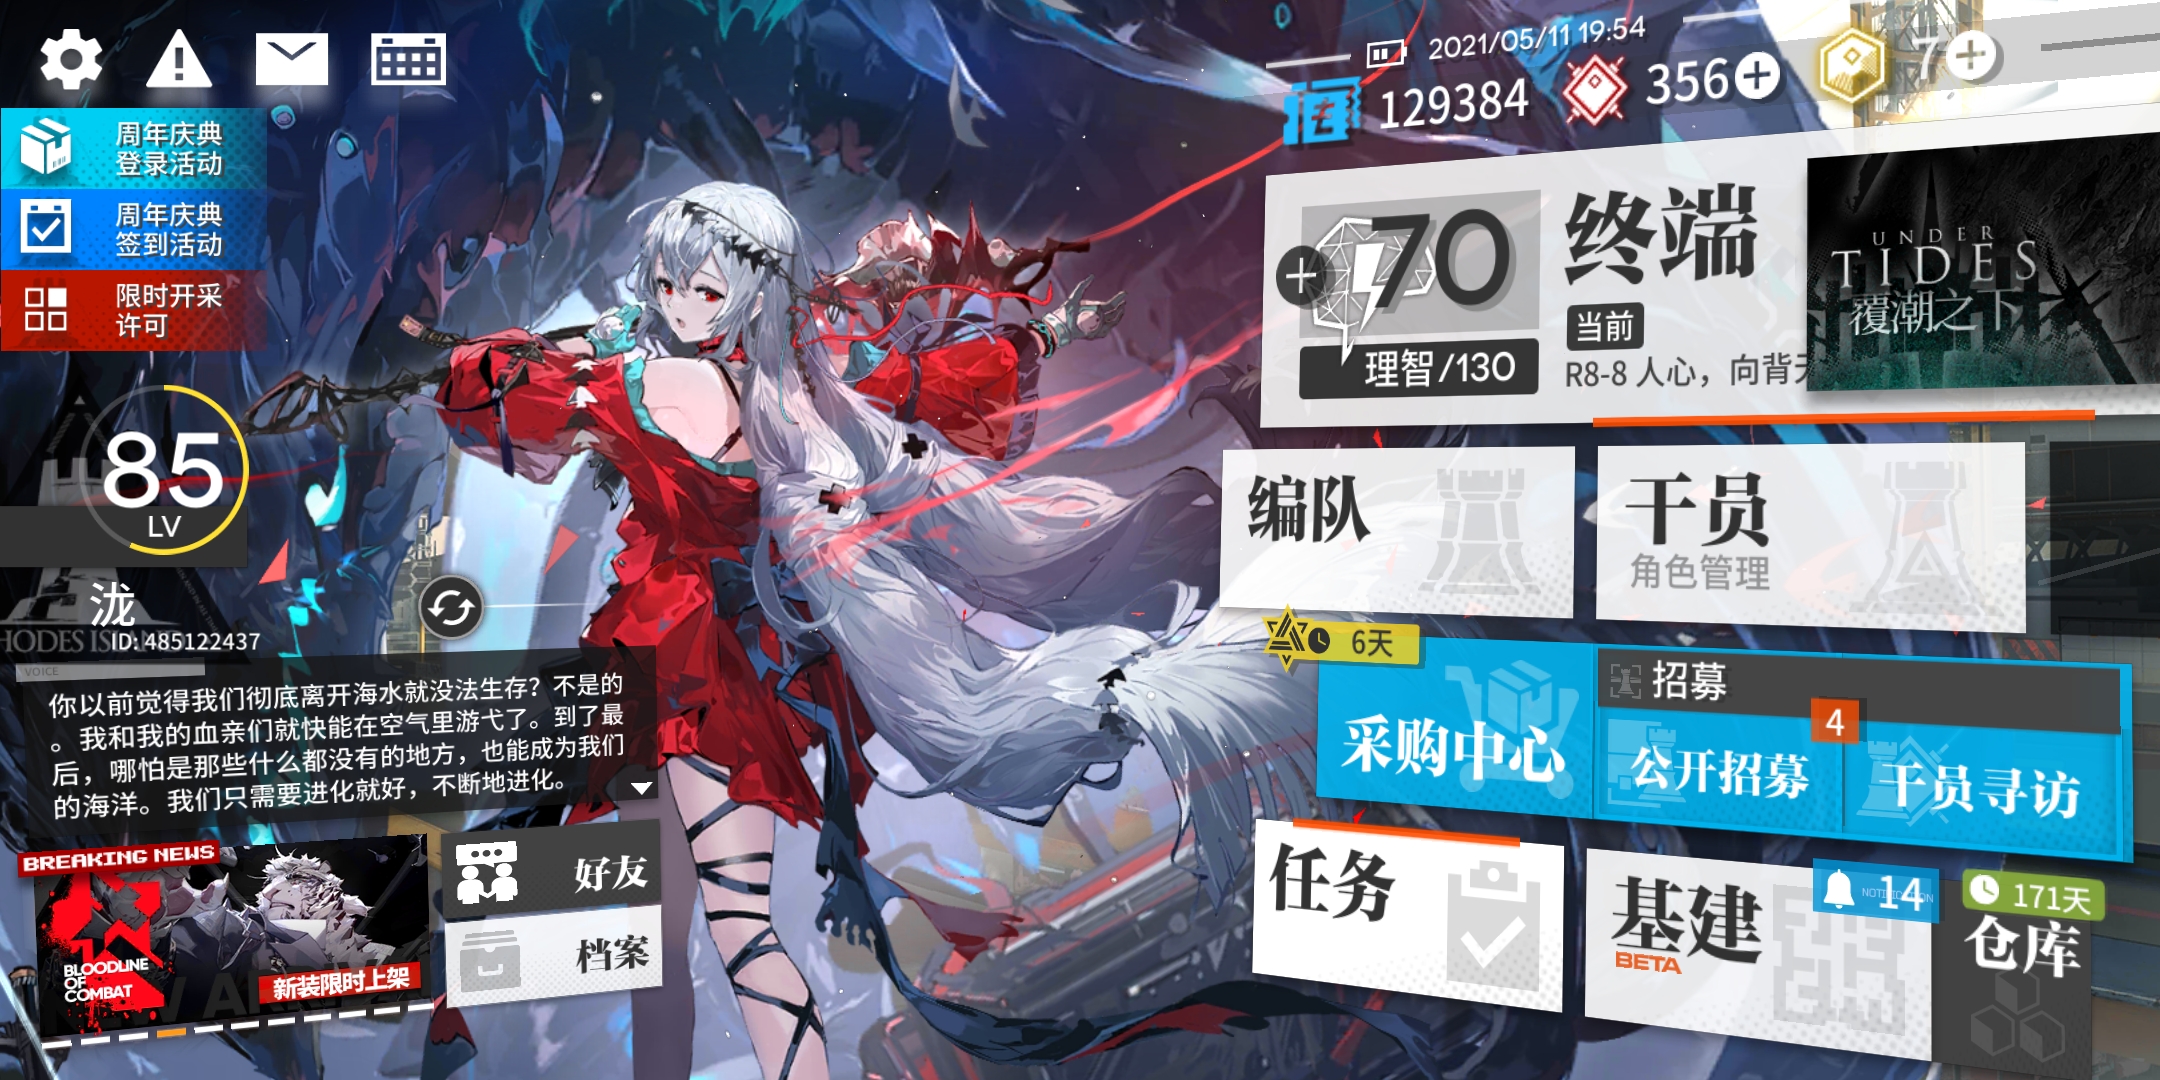 2021/05/11 19:54
129384
356
7
周年庆典
登录活动
周年庆典
签到活动
限时开采
许可
70
理智/130
终端
当前
R8-8 人心，向背
UNDER
TIDES
覆潮之下
85
LV
泷
ID: 485122437
VOICE
编队
干员
角色管理
6天
采购中心
招募
4
公开招募
干员寻访
你以前觉得我们彻底离开海水就没法生存？不是的
。我和我的血亲们就快能在空气里游弋了。到了最
后，哪怕是那些什么都没有的地方，也能成为我们
的海洋。我们只需要进化就好，不断地进化。
BREAKING NEWS
BLOODLINE
OF
COMBAT
新装限时上架
好友
档案
任务
基建
BETA
14
171天
仓库